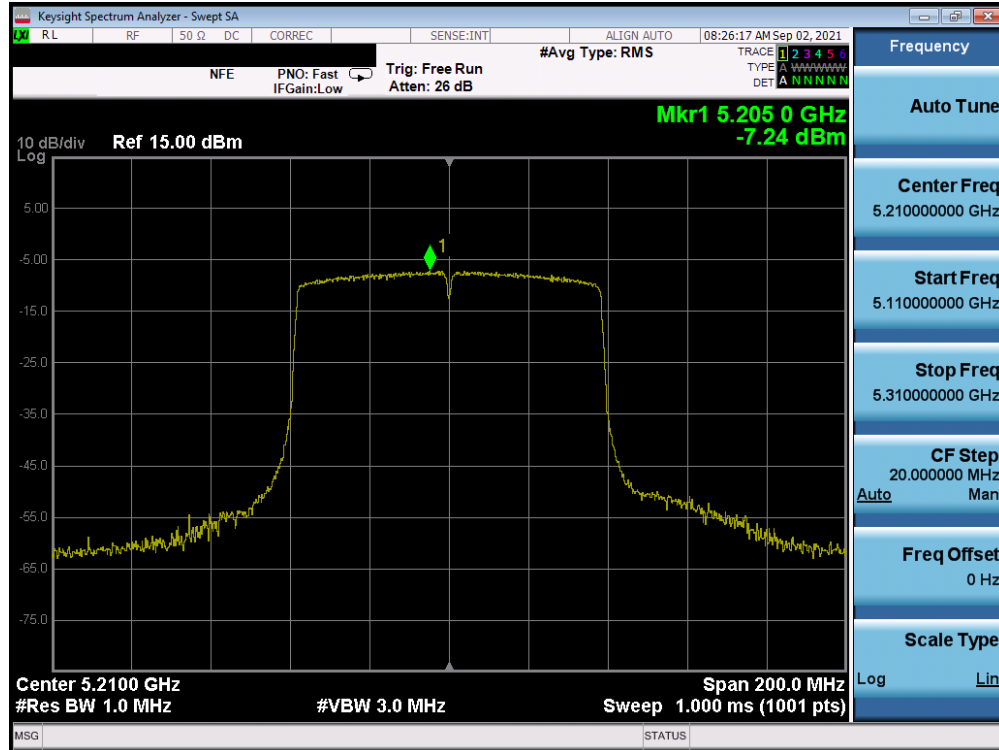 Keysight Spectrum Analyzer - Swept SA
LXI RL RF 50 Ω DC CORREC SENSE:INT ALIGN AUTO 08:26:17 AM Sep 02, 2021
NFE PNO: Fast Trig: Free Run #Avg Type: RMS TRACE 1 2 3 4 5 6
IFGain:Low Atten: 26 dB TYPE A WWWWW
DET A N N N N N
Mkr1 5.205 0 GHz
-7.24 dBm
10 dB/div Ref 15.00 dBm
Log
1
5.00
-5.00
-15.0
-25.0
-35.0
-45.0
-55.0
-65.0
-75.0
Center 5.2100 GHz Span 200.0 MHz
#Res BW 1.0 MHz #VBW 3.0 MHz Sweep 1.000 ms (1001 pts)
MSG STATUS
Frequency
Auto Tune
Center Freq
5.210000000 GHz
Start Freq
5.110000000 GHz
Stop Freq
5.310000000 GHz
CF Step
20.000000 MHz
Auto Man
Freq Offset
0 Hz
Scale Type
Log Lin